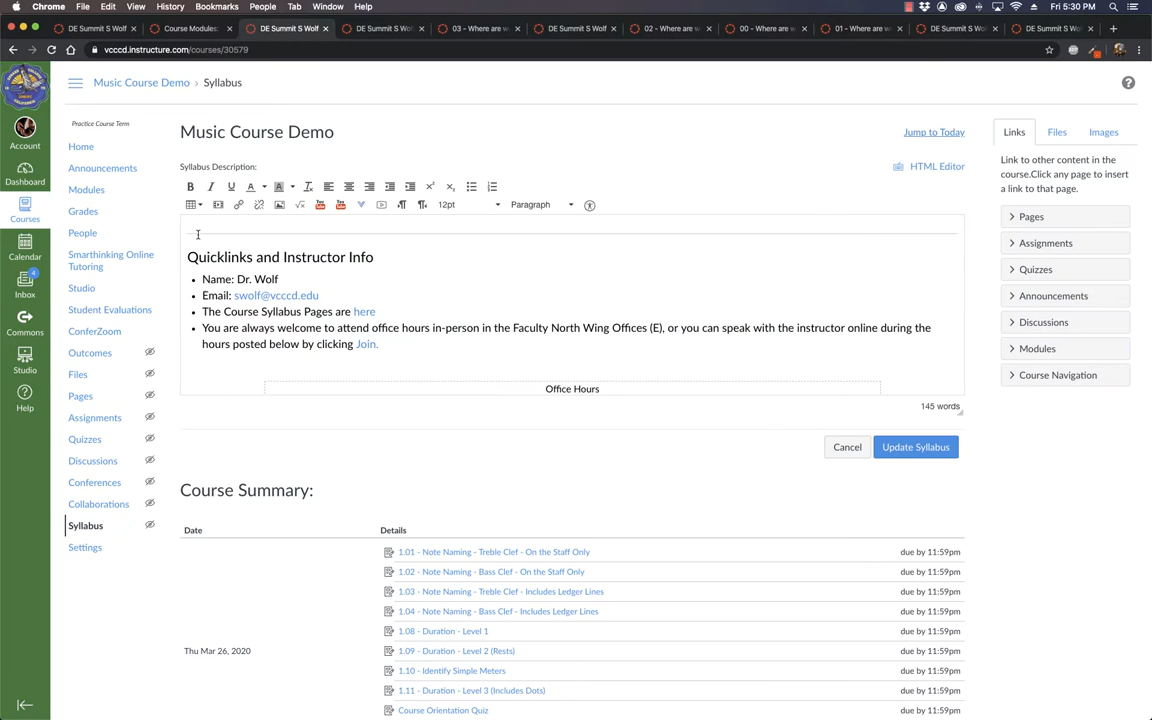 Chrome File Edit View History Bookmarks People Tab Window Help Fri 5:30 PM
DE Summit S Wolf Course Modules: DE Summit S Wolf DE Summit S Wolf 03 - Where are w DE Summit S Wolf 02 - Where are w 00 - Where are w 01 - Where are w DE Summit S Wolf DE Summit S Wolf
vcccd.instructure.com/courses/30579
Music Course Demo › Syllabus
Account
Dashboard
Courses
Calendar
4
Inbox
Commons
Studio
Help
Practice Course Term
Home
Announcements
Modules
Grades
People
Smarthinking Online
Tutoring
Studio
Student Evaluations
ConferZoom
Outcomes
Files
Pages
Assignments
Quizzes
Discussions
Conferences
Collaborations
Syllabus
Settings
Music Course Demo
Jump to Today
Syllabus Description:
HTML Editor
12pt Paragraph
Quicklinks and Instructor Info
Name: Dr. Wolf
Email: swolf@vcccd.edu
The Course Syllabus Pages are here
You are always welcome to attend office hours in-person in the Faculty North Wing Offices (E), or you can speak with the instructor online during the
hours posted below by clicking Join.
Office Hours
145 words
Cancel Update Syllabus
Course Summary:
Date Details
1.01 - Note Naming - Treble Clef - On the Staff Only due by 11:59pm
1.02 - Note Naming - Bass Clef - On the Staff Only due by 11:59pm
1.03 - Note Naming - Treble Clef - Includes Ledger Lines due by 11:59pm
1.04 - Note Naming - Bass Clef - Includes Ledger Lines due by 11:59pm
1.08 - Duration - Level 1 due by 11:59pm
Thu Mar 26, 2020 1.09 - Duration - Level 2 (Rests) due by 11:59pm
1.10 - Identify Simple Meters due by 11:59pm
1.11 - Duration - Level 3 (Includes Dots) due by 11:59pm
Course Orientation Quiz due by 11:59pm
Links Files Images
Link to other content in the
course.Click any page to insert
a link to that page.
Pages
Assignments
Quizzes
Announcements
Discussions
Modules
Course Navigation